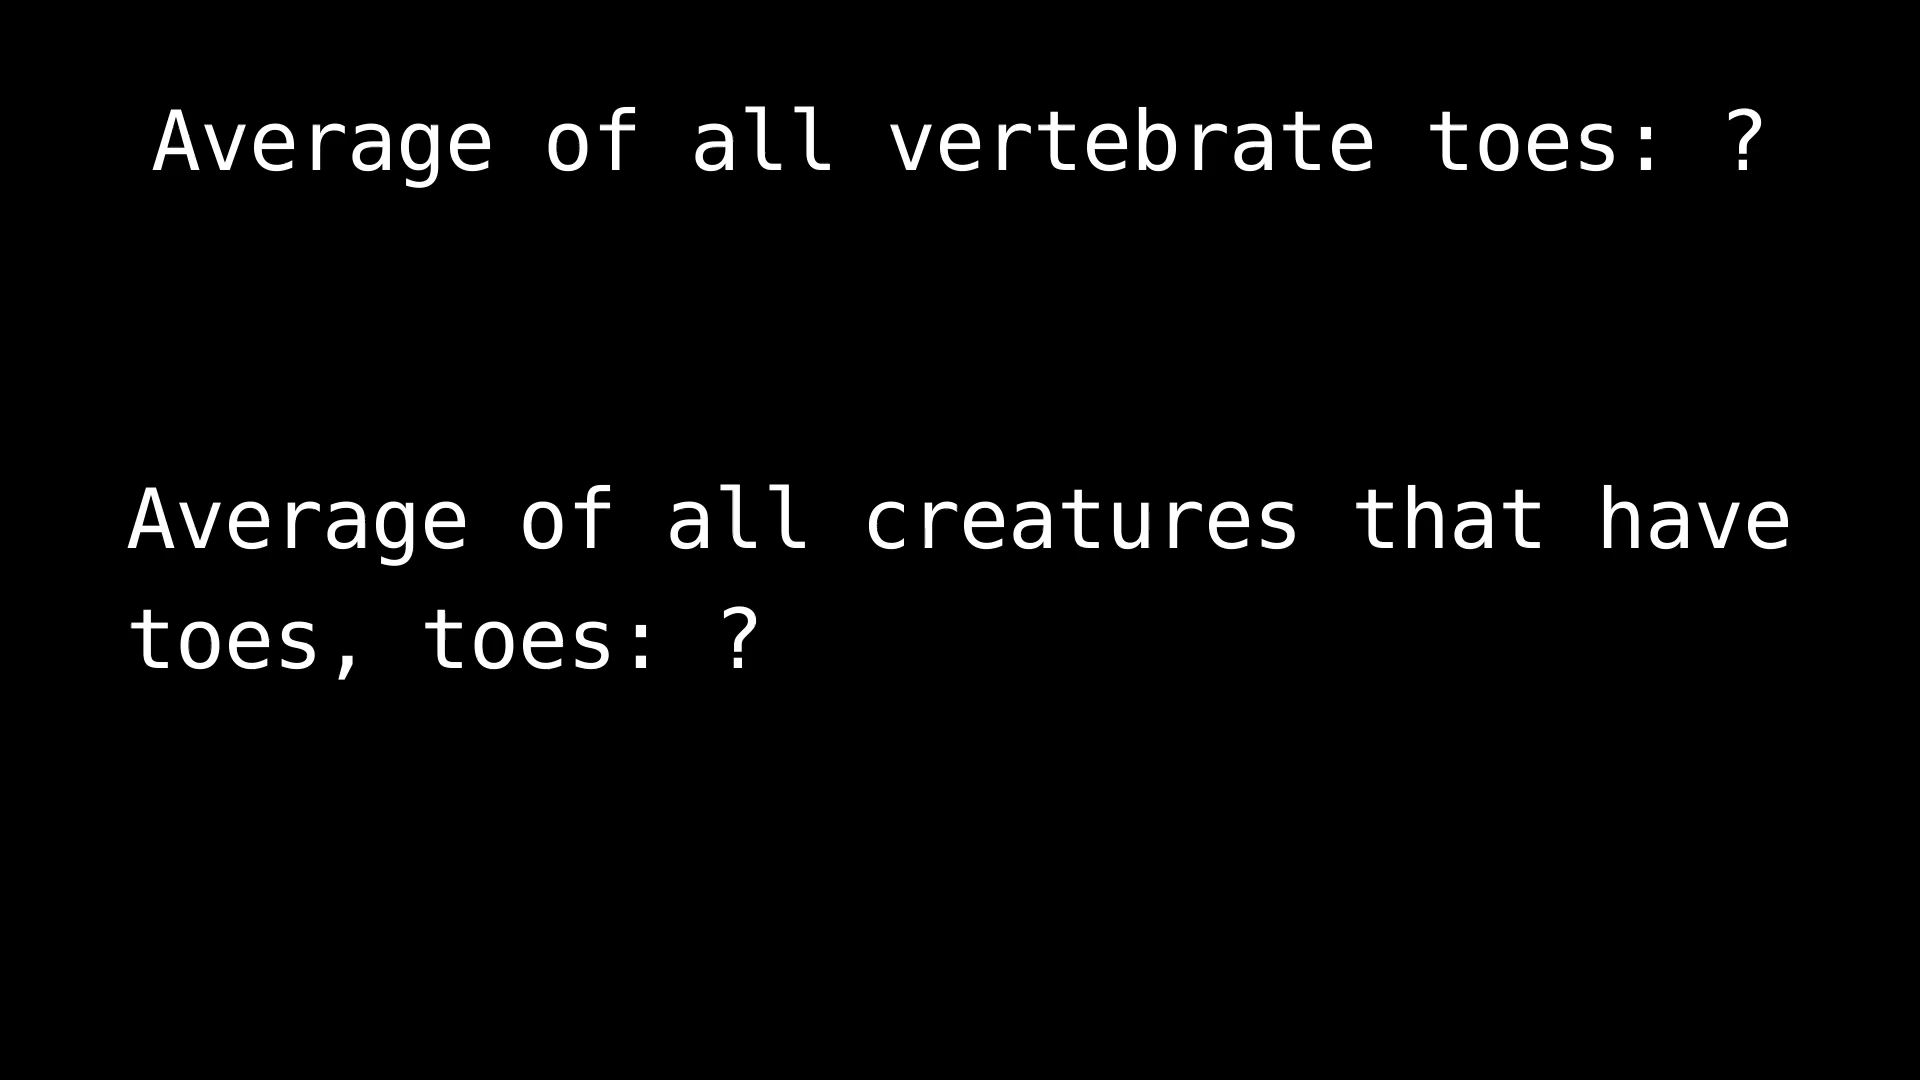 Average of all vertebrate toes: ?
Average of all creatures that have
toes, toes: ?